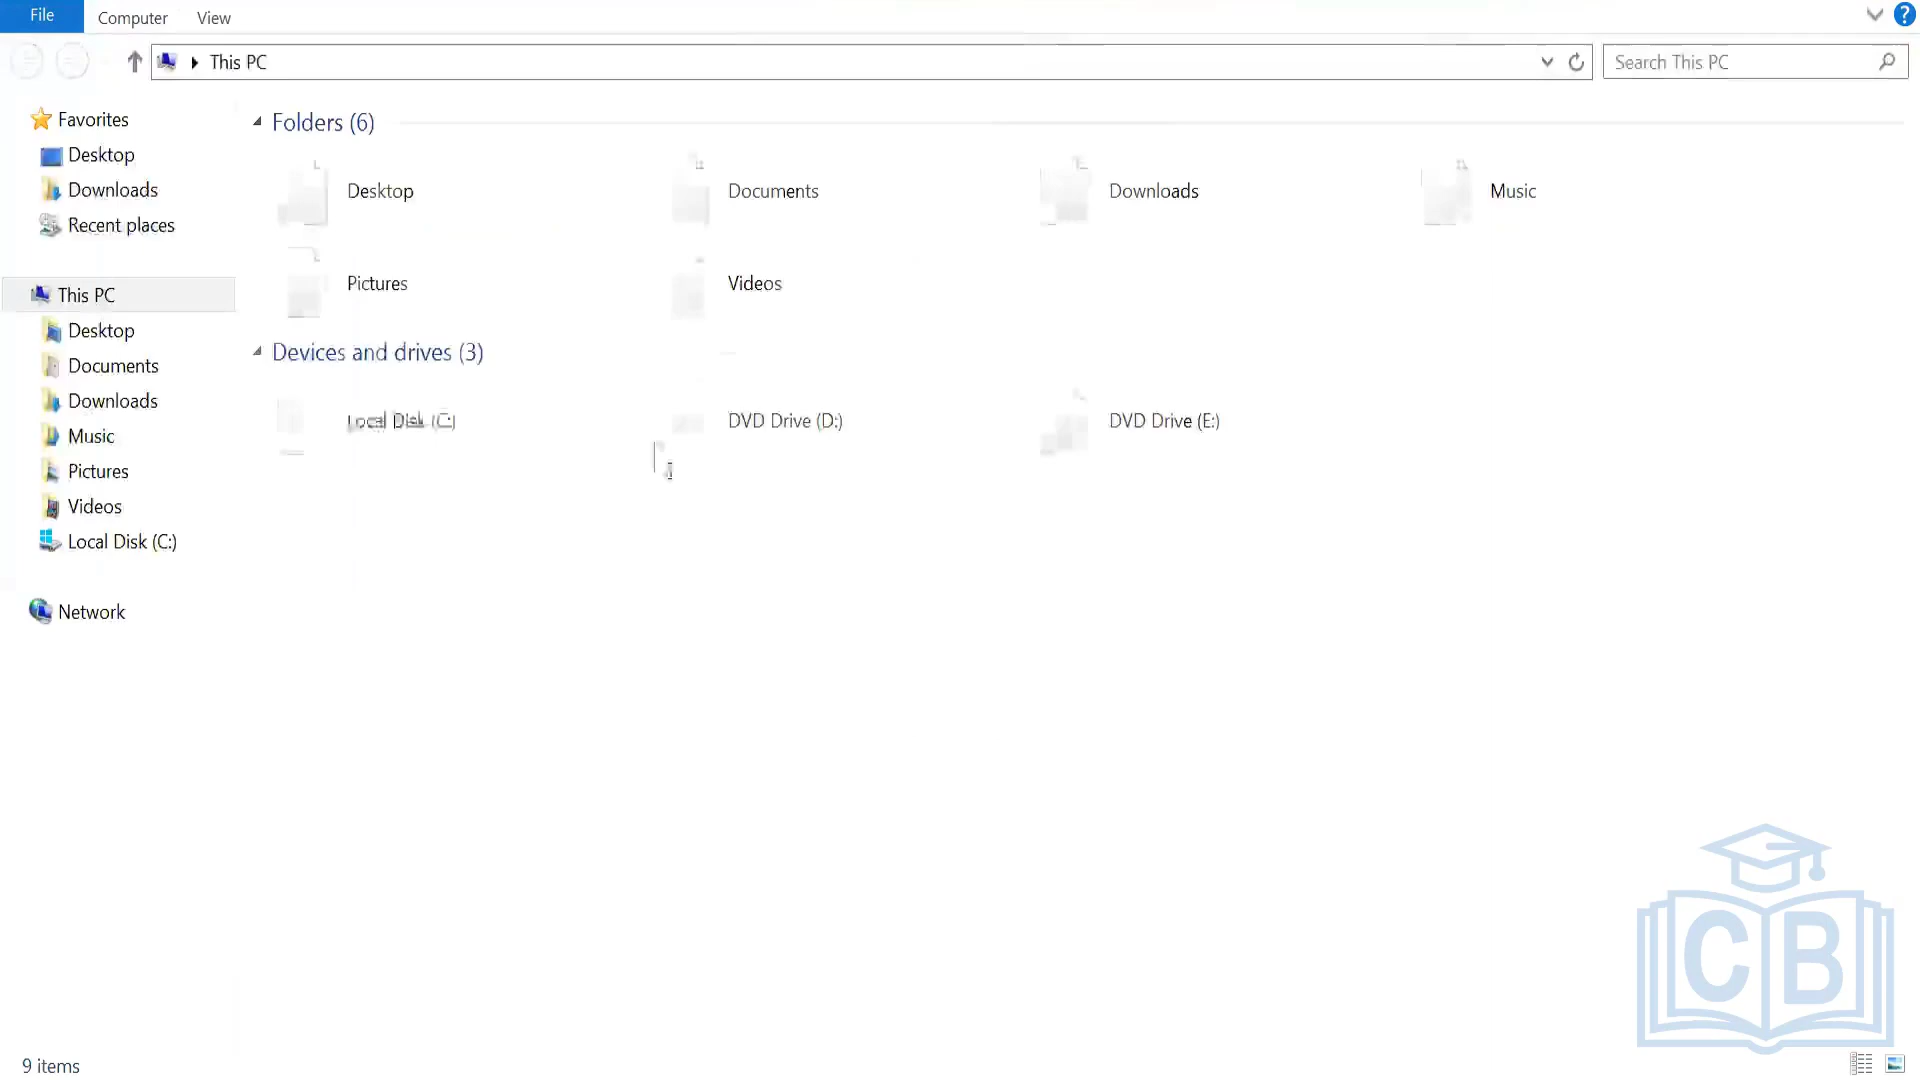 File Computer View
This PC Search This PC
Favorites
Desktop
Downloads
Recent places
This PC
Desktop
Documents
Downloads
Music
Pictures
Videos
Local Disk (C:)
Network
Folders (6)
Desktop Documents Downloads Music
Pictures Videos
Devices and drives (3)
Local Disk (C:) DVD Drive (D:) DVD Drive (E:)
CB
9 items